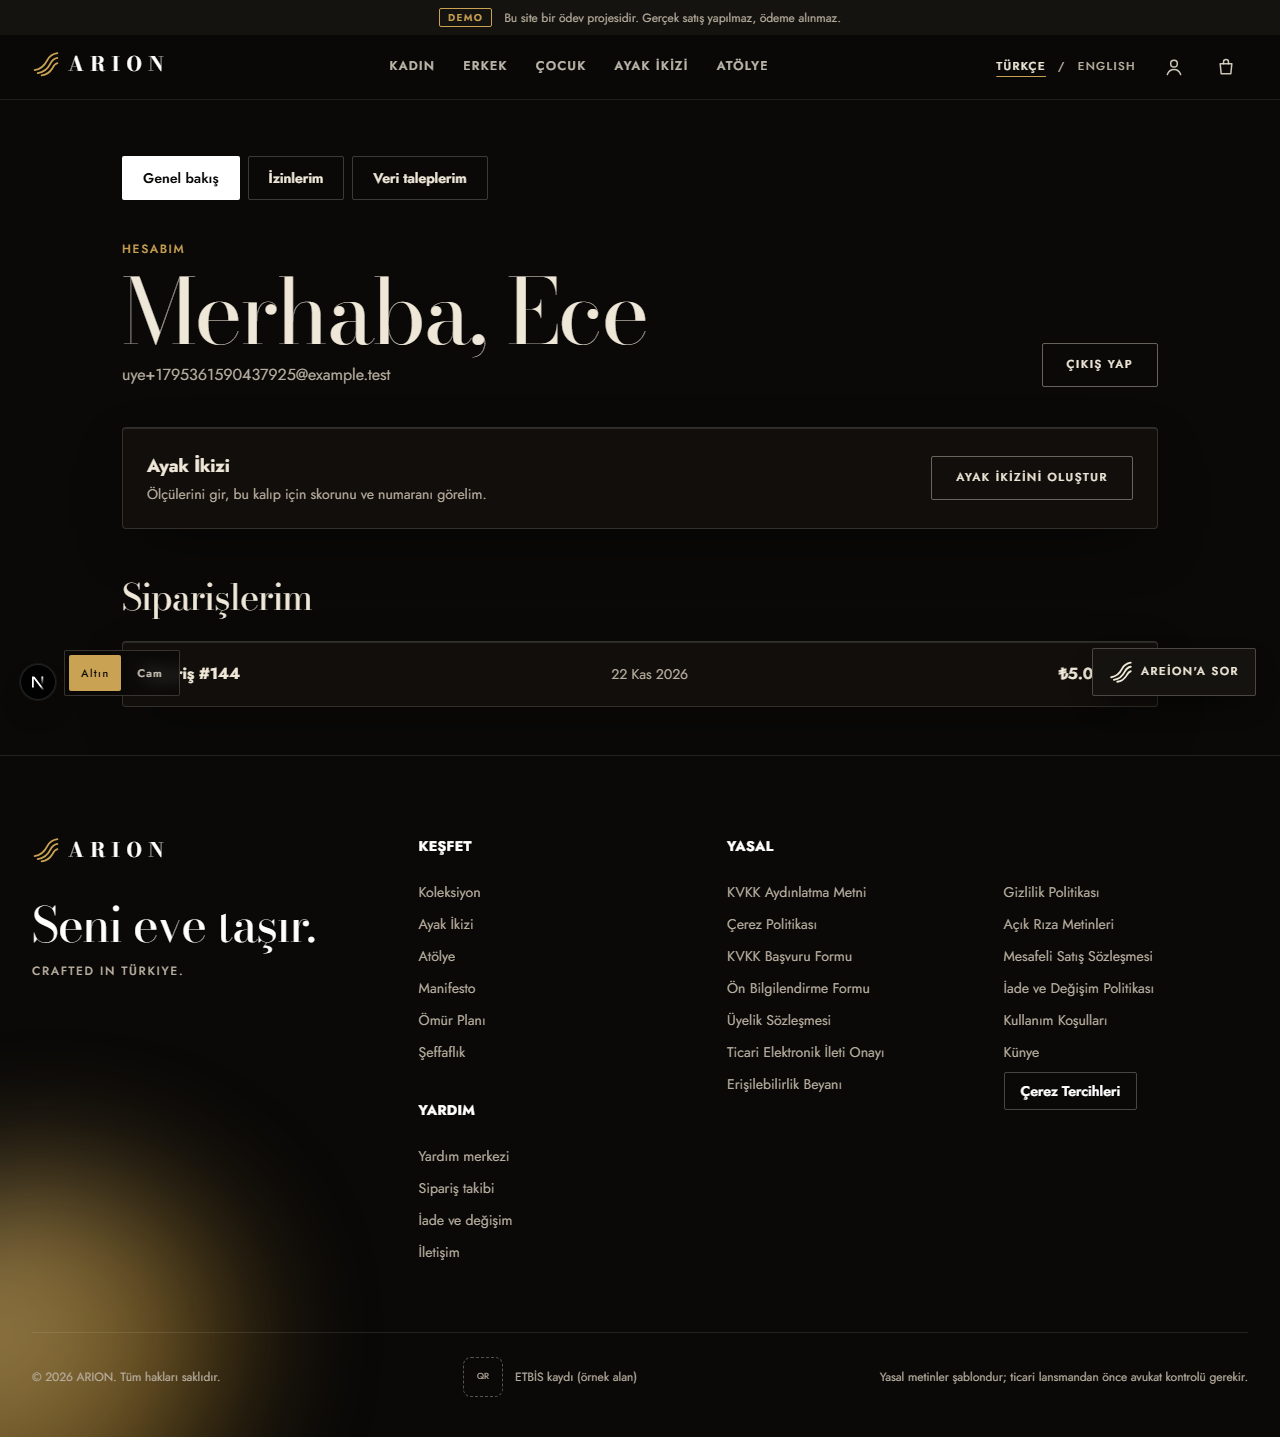 DEMO Bu site bir ödev projesidir. Gerçek satış yapılmaz, ödeme alınmaz.
ARION
KADIN ERKEK ÇOCUK AYAK İKİZİ ATÖLYE
TÜRKÇE / ENGLISH
Genel bakış
İzinlerim
Veri taleplerim
HESABIM
Merhaba, Ece
uye+1795361590437925@example.test
ÇIKIŞ YAP
Ayak İkizi
Ölçülerini gir, bu kalıp için skorunu ve numaranı görelim.
AYAK İKİZİNİ OLUŞTUR
Siparişlerim
N
Altın
Cam
#144
22 Kas 2026
AREİON'A SOR
ARION
Seni eve taşır.
CRAFTED IN TÜRKIYE.
KEŞFET
Koleksiyon
Ayak İkizi
Atölye
Manifesto
Ömür Planı
Şeffaflık
YARDIM
Yardım merkezi
Sipariş takibi
İade ve değişim
İletişim
YASAL
KVKK Aydınlatma Metni
Çerez Politikası
KVKK Başvuru Formu
Ön Bilgilendirme Formu
Üyelik Sözleşmesi
Ticari Elektronik İleti Onayı
Erişilebilirlik Beyanı
Gizlilik Politikası
Açık Rıza Metinleri
Mesafeli Satış Sözleşmesi
İade ve Değişim Politikası
Kullanım Koşulları
Künye
Çerez Tercihleri
© 2026 ARION. Tüm hakları saklıdır.
QR
ETBİS kaydı (örnek alan)
Yasal metinler şablondur; ticari lansmandan önce avukat kontrolü gerekir.